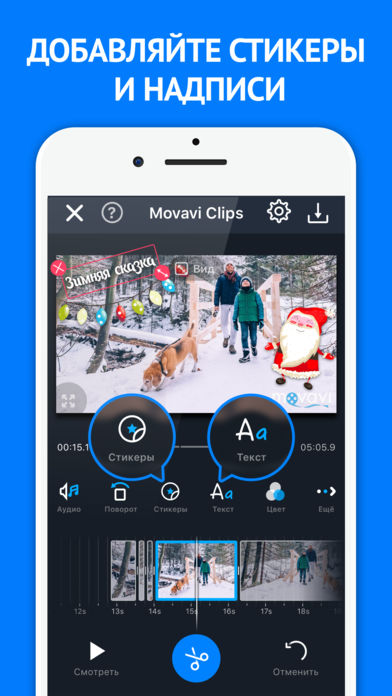 ДОБАВЛЯЙТЕ СТИКЕРЫ
И НАДПИСИ
Movavi Clips
Зимняя сказка
Вид
movavi
00:15.1
05:05.9
Стикеры
Текст
Аудио
Поворот
Стикеры
Текст
Цвет
Ещё
12s
13s
14s
15s
16s
17s
18s
Смотреть
Отменить